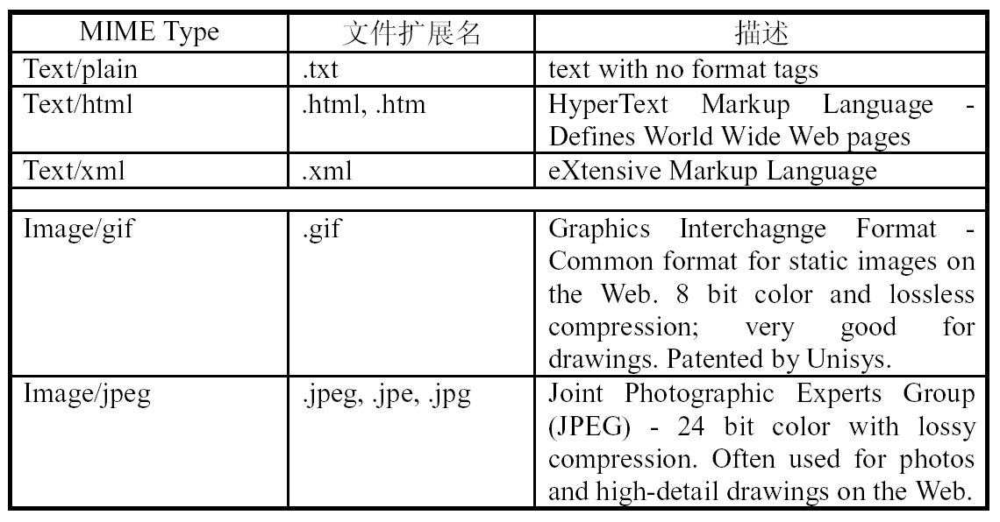 MIME Type 文件扩展名 描述
Text/plain .txt text with no format tags
Text/html .html, .htm HyperText Markup Language -
Defines World Wide Web pages
Text/xml .xml eXtensive Markup Language
Image/gif .gif Graphics Interchagnge Format -
Common format for static images on
the Web. 8 bit color and lossless
compression; very good for
drawings. Patented by Unisys.
Image/jpeg .jpeg, .jpe, .jpg Joint Photographic Experts Group
(JPEG) - 24 bit color with lossy
compression. Often used for photos
and high-detail drawings on the Web.